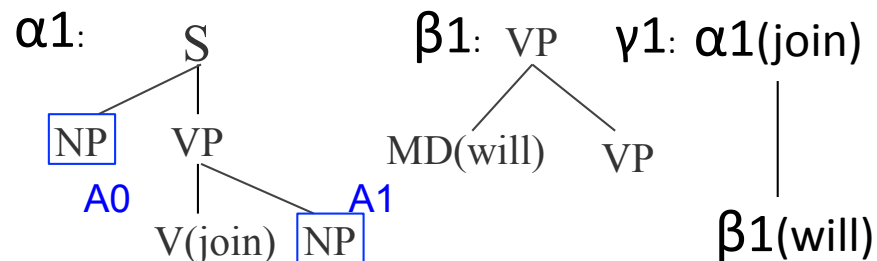 α1: S β1: VP γ1: α1(join)
NP VP MD(will) VP
A0 A1
V(join) NP β1(will)